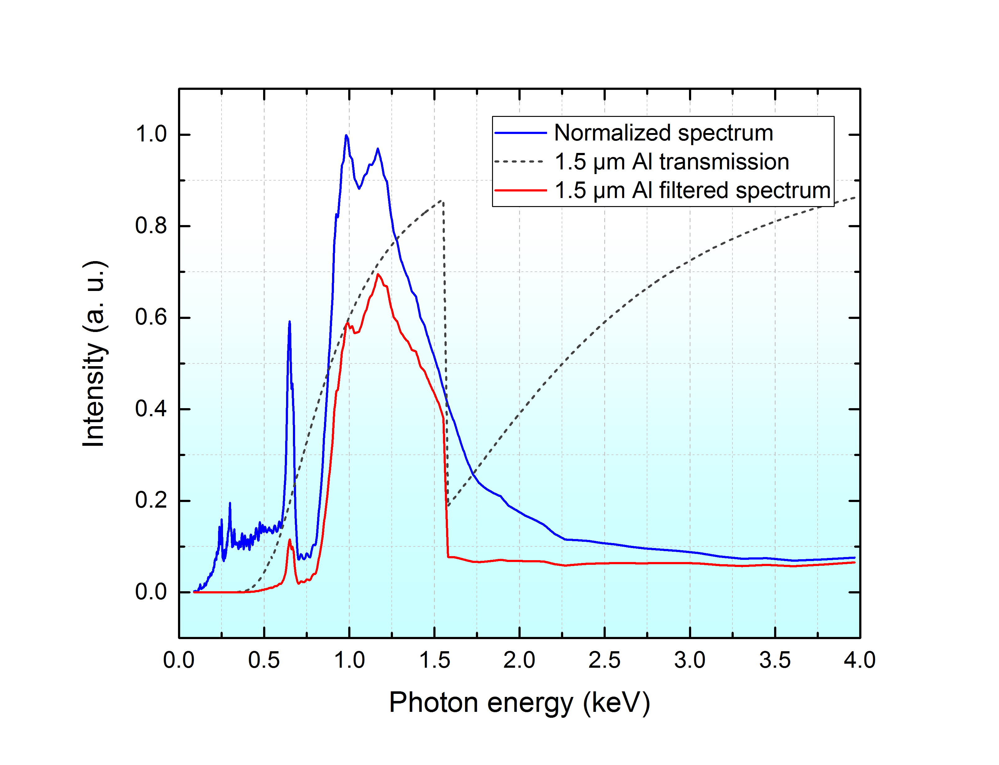 Normalized spectrum
1.5 µm Al transmission
1.5 µm Al filtered spectrum
Intensity (a. u.)
1.0
0.8
0.6
0.4
0.2
0.0
0.0 0.5 1.0 1.5 2.0 2.5 3.0 3.5 4.0
Photon energy (keV)